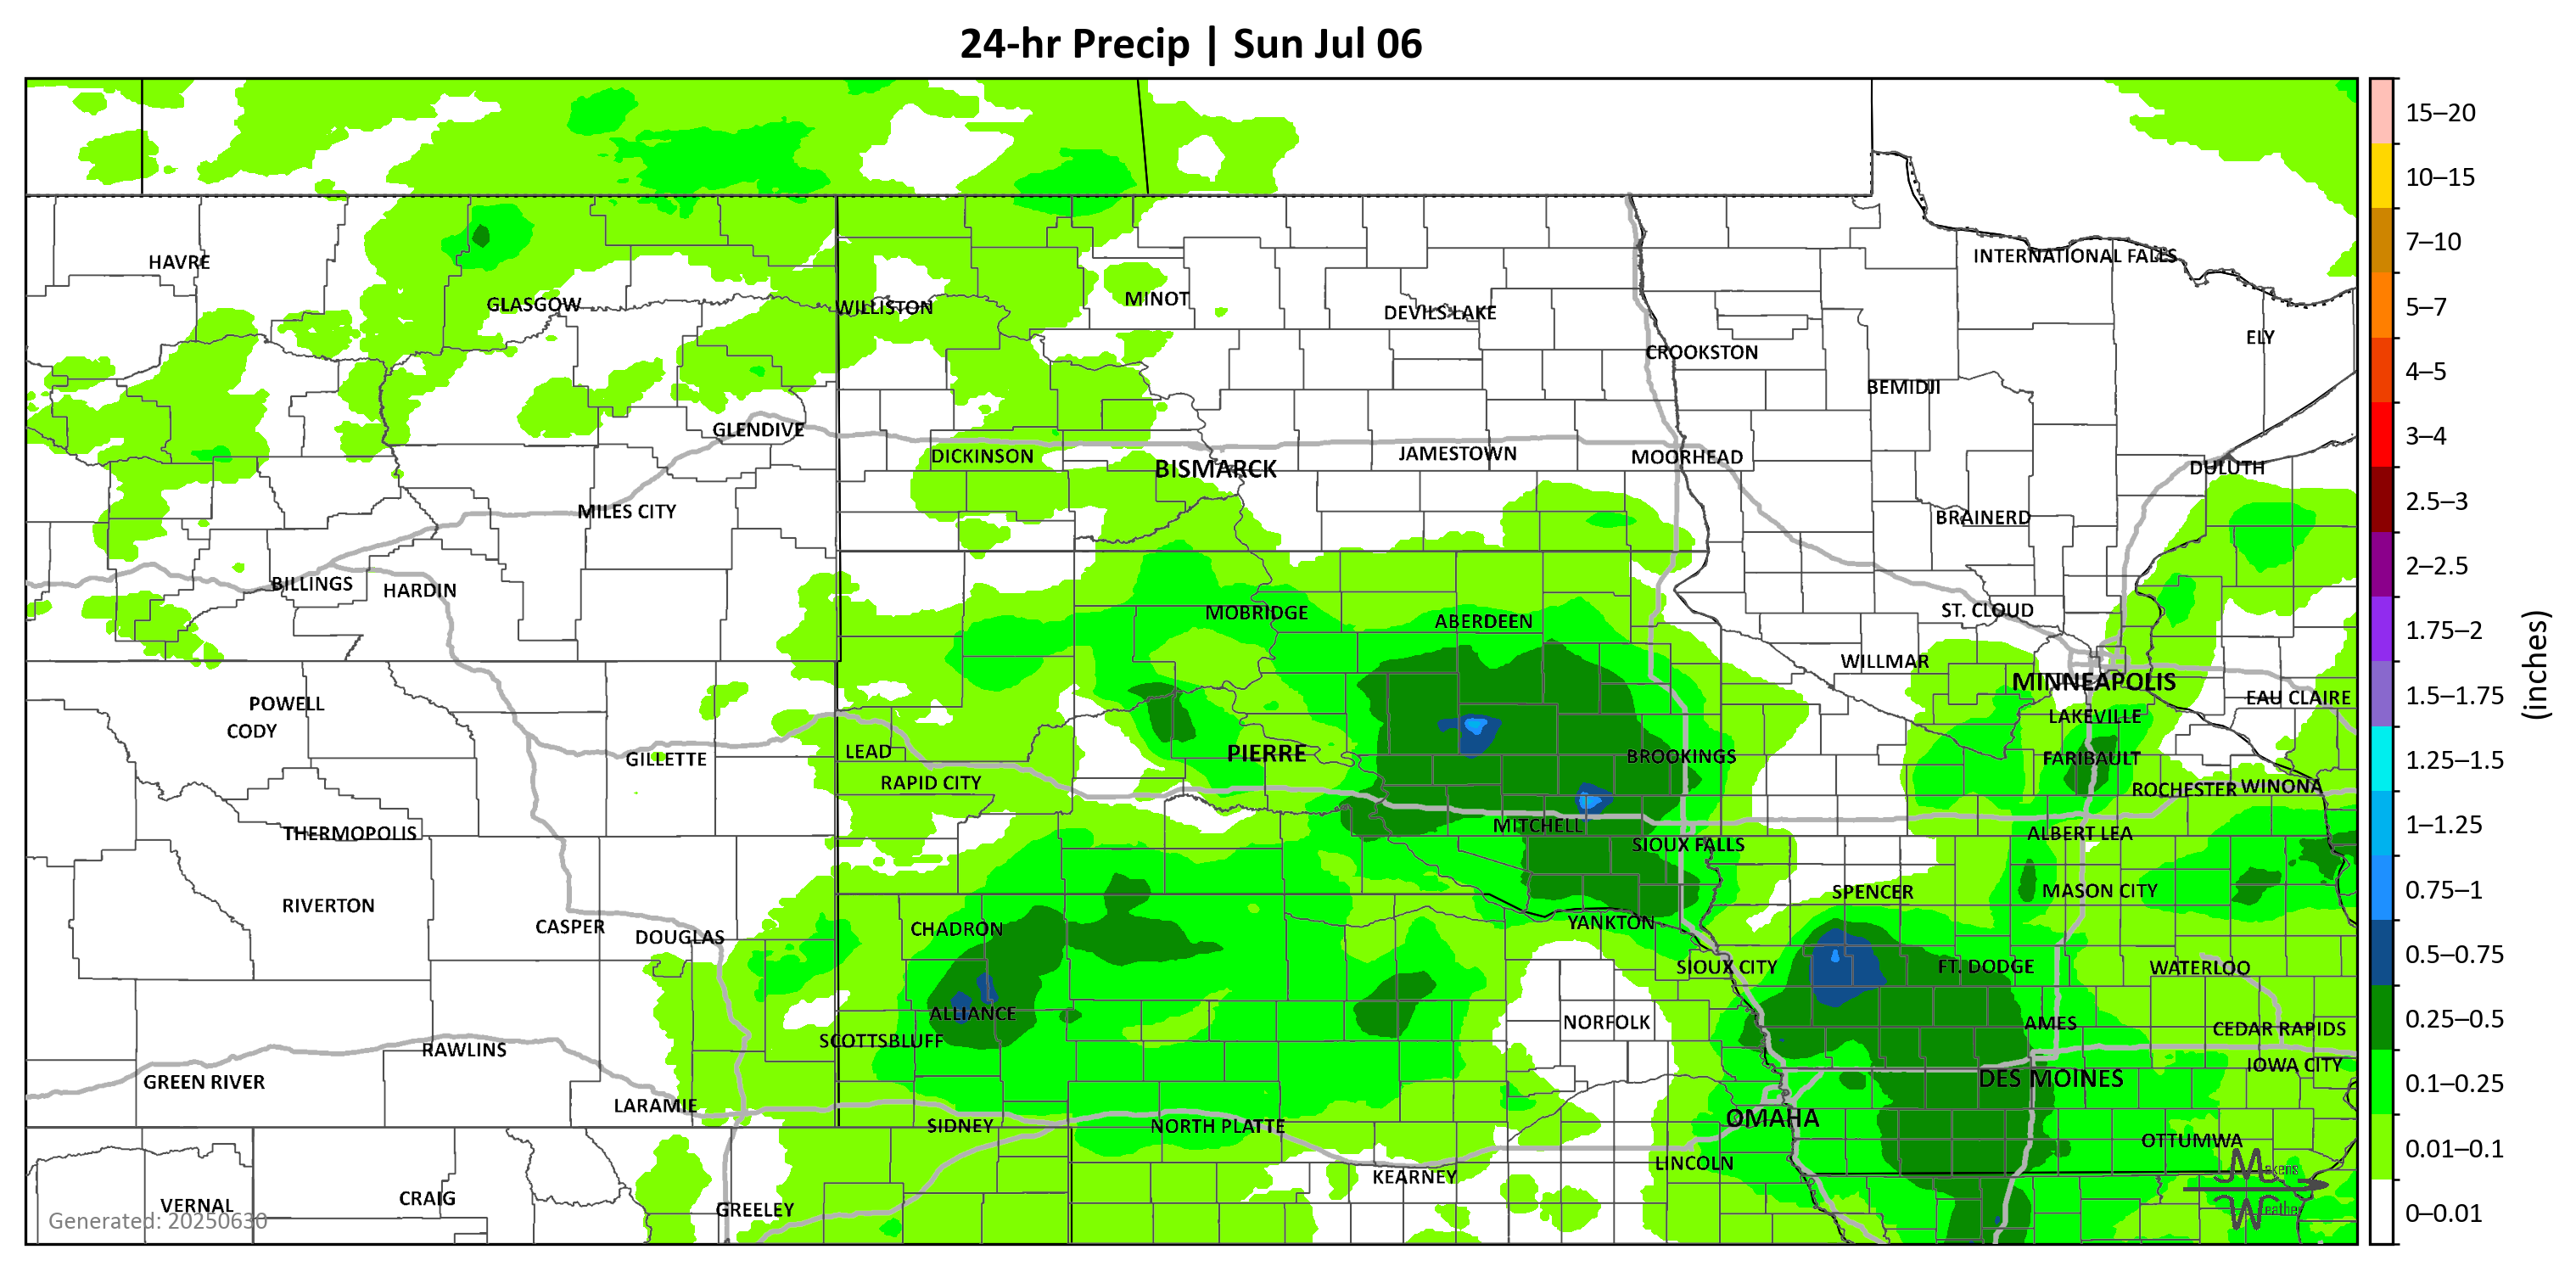 24-hr Precip | Sun Jul 06
15–20
10–15
7–10
5–7
4–5
3–4
2.5–3
2–2.5
1.75–2
1.5–1.75
1.25–1.5
1–1.25
0.75–1
0.5–0.75
0.25–0.5
0.1–0.25
0.01–0.1
0–0.01
(inches)
HAVRE
INTERNATIONAL FALLS
GLASGOW
WILLISTON
MINOT
DEVILS LAKE
ELY
CROOKSTON
BEMIDJI
GLENDIVE
DICKINSON
BISMARCK
JAMESTOWN
MOORHEAD
DULUTH
MILES CITY
BRAINERD
BILLINGS
HARDIN
MOBRIDGE
ABERDEEN
ST. CLOUD
WILLMAR
MINNEAPOLIS
EAU CLAIRE
POWELL
CODY
LAKEVILLE
GILLETTE
LEAD
PIERRE
BROOKINGS
FARIBAULT
RAPID CITY
ROCHESTER
WINONA
THERMOPOLIS
MITCHELL
ALBERT LEA
SIOUX FALLS
RIVERTON
SPENCER
MASON CITY
CASPER
DOUGLAS
CHADRON
YANKTON
SIOUX CITY
FT. DODGE
WATERLOO
ALLIANCE
NORFOLK
AMES
CEDAR RAPIDS
SCOTTSBLUFF
RAWLINS
IOWA CITY
GREEN RIVER
DES MOINES
LARAMIE
SIDNEY
NORTH PLATTE
OMAHA
OTTUMWA
LINCOLN
KEARNEY
VERNAL
CRAIG
GREELEY
Generated: 20250630
Makens
Weather